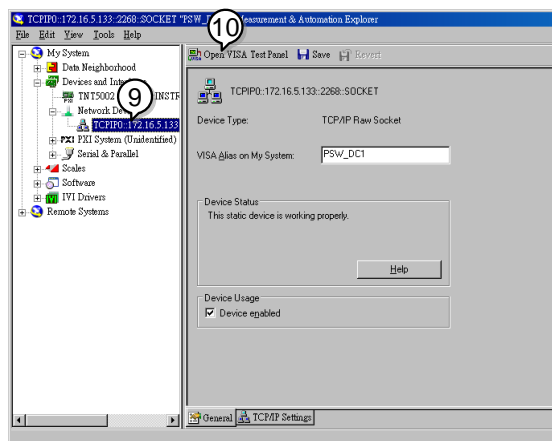 TCPIP0::172.16.5.133::2268::SOCKET "PSW_ Measurement & Automation Explorer
File Edit View Tools Help
10
My System
Data Neighborhood
Devices and
TNT5002 INSTR
9
Network
TCPIP0::172.16.5.133
PXI PXI System (Unidentified)
Serial & Parallel
Scales
Software
IVI Drivers
Remote Systems
Open VISA Test Panel Save Revert
TCPIP0::172.16.5.133::2268::SOCKET
Device Type: TCP/IP Raw Socket
VISA Alias on My System: PSW_DC1
Device Status
This static device is working properly.
Help
Device Usage
Device enabled
General TCP/IP Settings